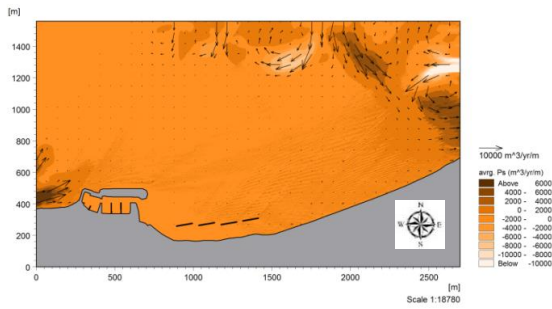 [m]
1400
1200
1000
800
600
400
200
0
0 500 1000 1500 2000 2500
[m]
Scale 1:18780
N
W E
S
10000 m^3/yr/m
avrg. Ps (m^3/yr/m)
Above 6000
4000 - 6000
2000 - 4000
0 - 2000
-2000 - 0
-4000 - -2000
-6000 - -4000
-8000 - -6000
-10000 - -8000
Below -10000